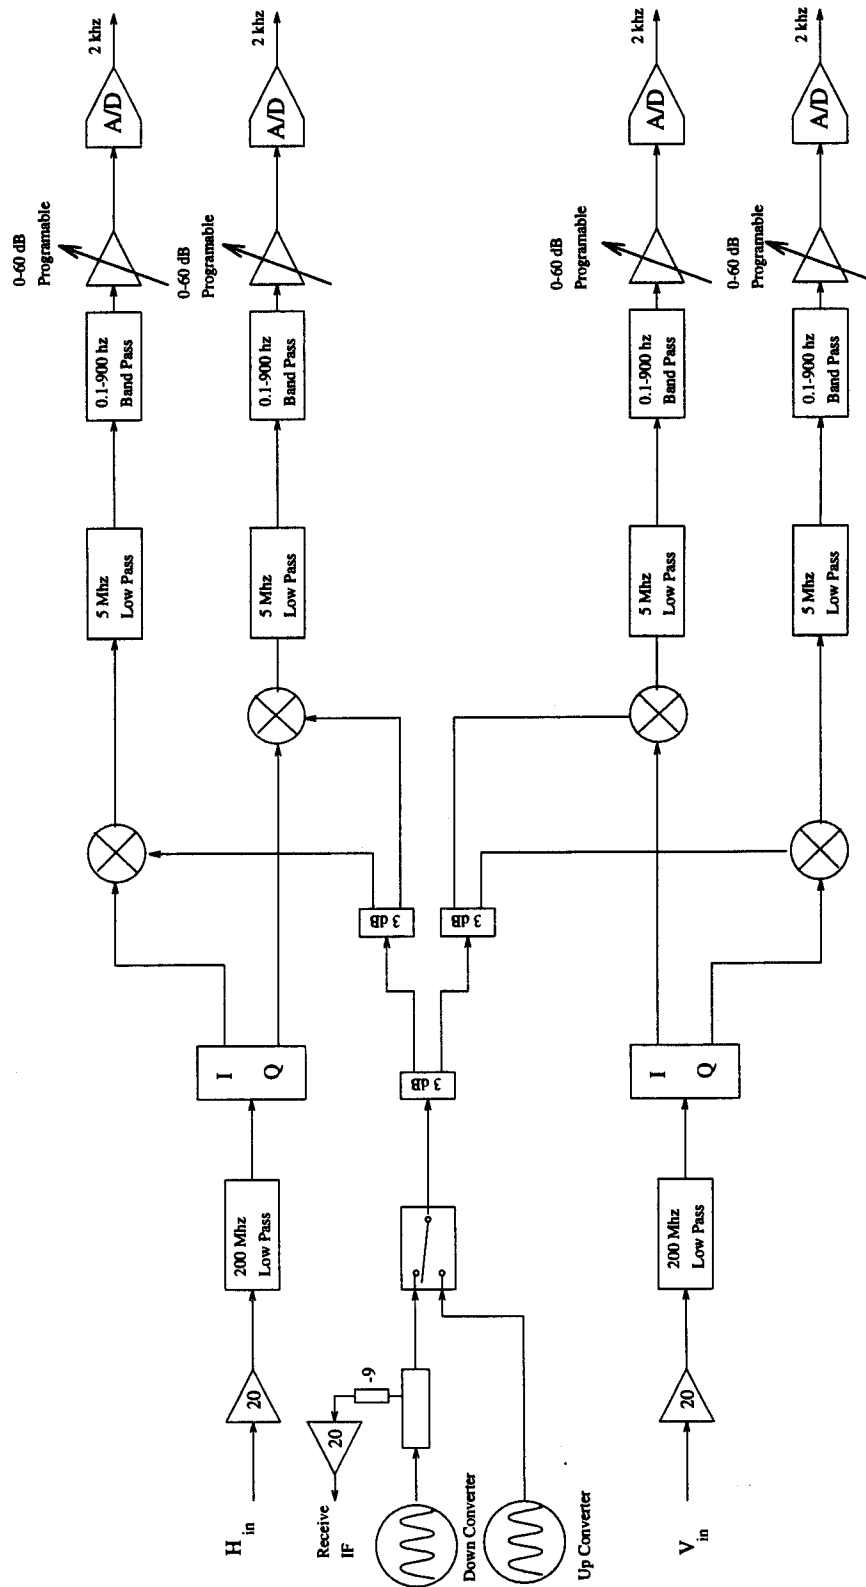 2 khz
2 khz
2 khz
2 khz
A/D
A/D
A/D
A/D
0-60 dB
Programable
0-60 dB
Programable
0-60 dB
Programable
0-60 dB
Programable
0.1-900 hz
Band Pass
0.1-900 hz
Band Pass
0.1-900 hz
Band Pass
0.1-900 hz
Band Pass
5 Mhz
Low Pass
5 Mhz
Low Pass
5 Mhz
Low Pass
5 Mhz
Low Pass
3 dB
3 dB
3 dB
I
Q
I
Q
200 Mhz
Low Pass
200 Mhz
Low Pass
-9
20
20
20
H in
Receive
IF
Down Converter
Up Converter
V in